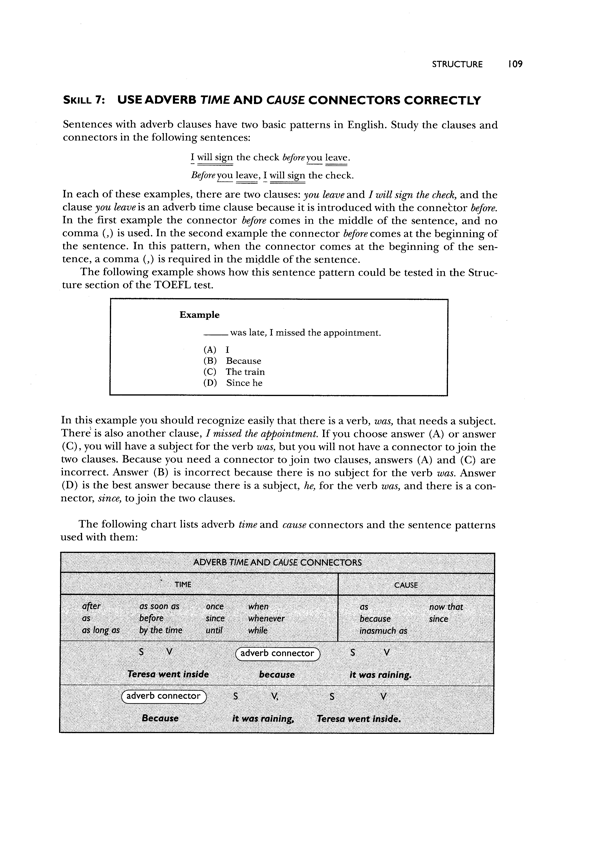 STRUCTURE 109
SKILL 7: USE ADVERB TIME AND CAUSE CONNECTORS CORRECTLY
Sentences with adverb clauses have two basic patterns in English. Study the clauses and
connectors in the following sentences:
I will sign the check before you leave.
Before you leave, I will sign the check.
In each of these examples, there are two clauses: you leave and I will sign the check, and the
clause you leave is an adverb time clause because it is introduced with the connector before.
In the first example the connector before comes in the middle of the sentence, and no
comma (,) is used. In the second example the connector before comes at the beginning of
the sentence. In this pattern, when the connector comes at the beginning of the sen-
tence, a comma (,) is required in the middle of the sentence.
The following example shows how this sentence pattern could be tested in the Struc-
ture section of the TOEFL test.
Example
_____ was late, I missed the appointment.
(A) I
(B) Because
(C) The train
(D) Since he
In this example you should recognize easily that there is a verb, was, that needs a subject.
There is also another clause, I missed the appointment. If you choose answer (A) or answer
(C), you will have a subject for the verb was, but you will not have a connector to join the
two clauses. Because you need a connector to join two clauses, answers (A) and (C) are
incorrect. Answer (B) is incorrect because there is no subject for the verb was. Answer
(D) is the best answer because there is a subject, he, for the verb was, and there is a con-
nector, since, to join the two clauses.
The following chart lists adverb time and cause connectors and the sentence patterns
used with them:
ADVERB TIME AND CAUSE CONNECTORS
TIME CAUSE
after as soon as once when as now that
as before since whenever because since
as long as by the time until while inasmuch as
S V adverb connector S V
Teresa went inside because it was raining.
adverb connector S V, S V
Because it was raining, Teresa went inside.